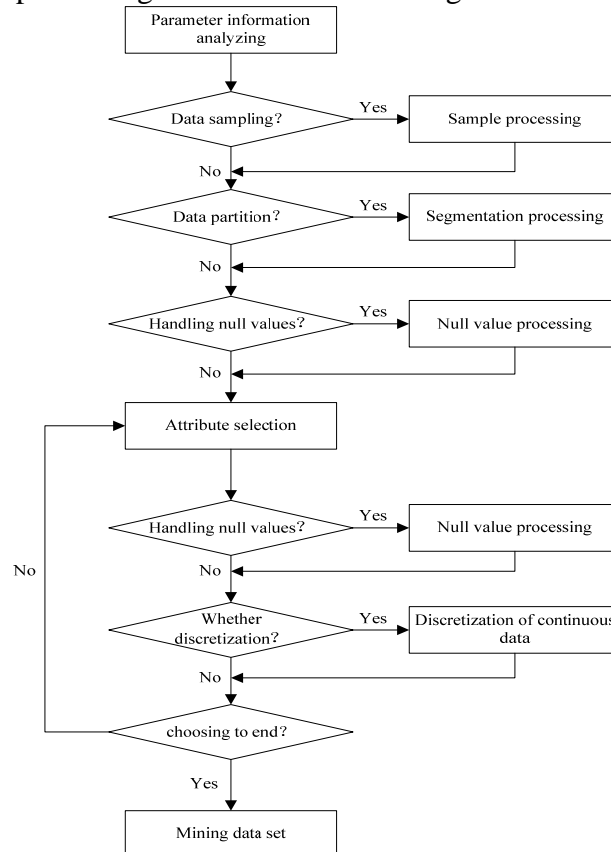 Parameter information
analyzing
Data sampling?
Yes
Sample processing
No
Data partition?
Yes
Segmentation processing
No
Handling null values?
Yes
Null value processing
No
Attribute selection
Handling null values?
Yes
Null value processing
No
No
Whether
discretization?
Yes
Discretization of continuous
data
No
choosing to end?
Yes
Mining data set